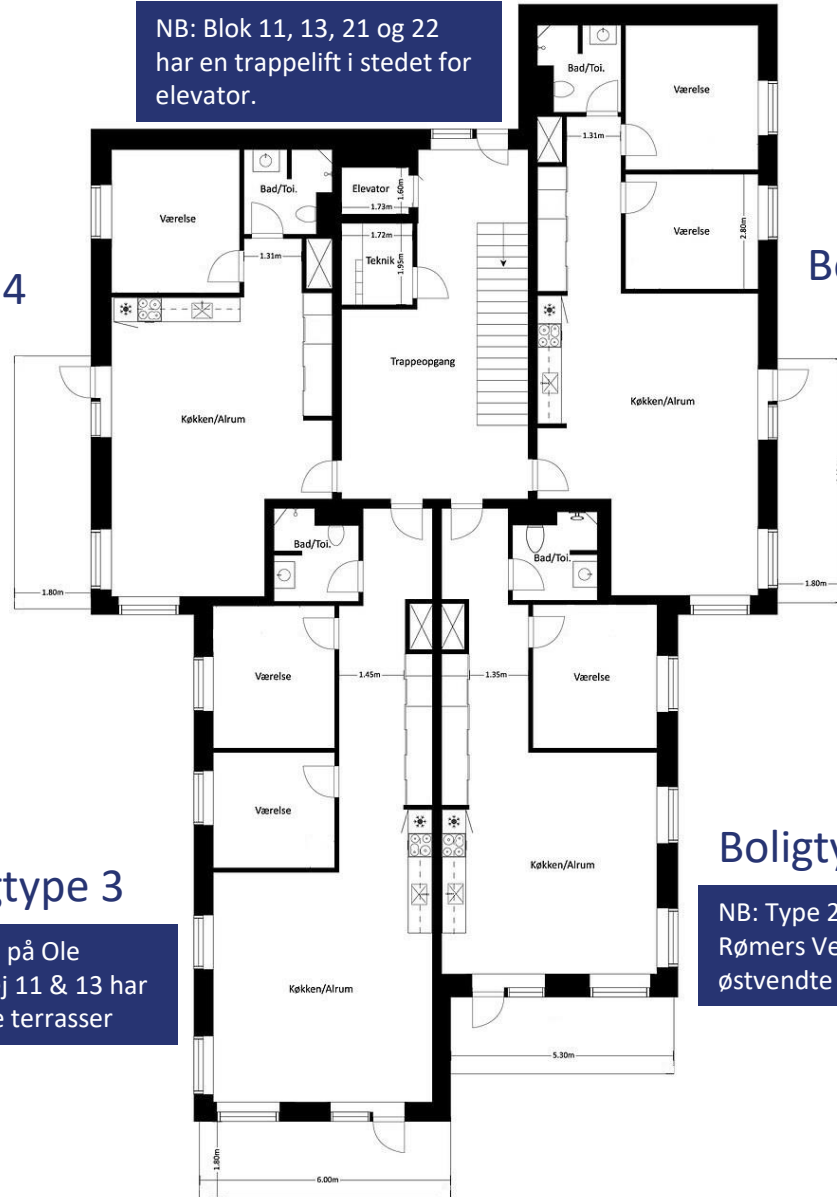 NB: Blok 11, 13, 21 og 22
har en trappelift i stedet for
elevator.
Bad/Toi.
Værelse
1.31m
Værelse
2.80m
Værelse
Bad/Toi.
1.31m
Elevator
1.60m
1.73m
1.72m
Teknik
1.95m
4
Bo
Trappeopgang
Køkken/Alrum
Køkken/Alrum
1.80m
1.80m
Bad/Toi.
Bad/Toi.
Værelse
1.45m
1.35m
Værelse
Værelse
Køkken/Alrum
Køkken/Alrum
gtype 3
på Ole
j 11 & 13 har
e terrasser
Boligty
NB: Type 2
Rømers Ve
østvendte
5.30m
1.80m
6.00m